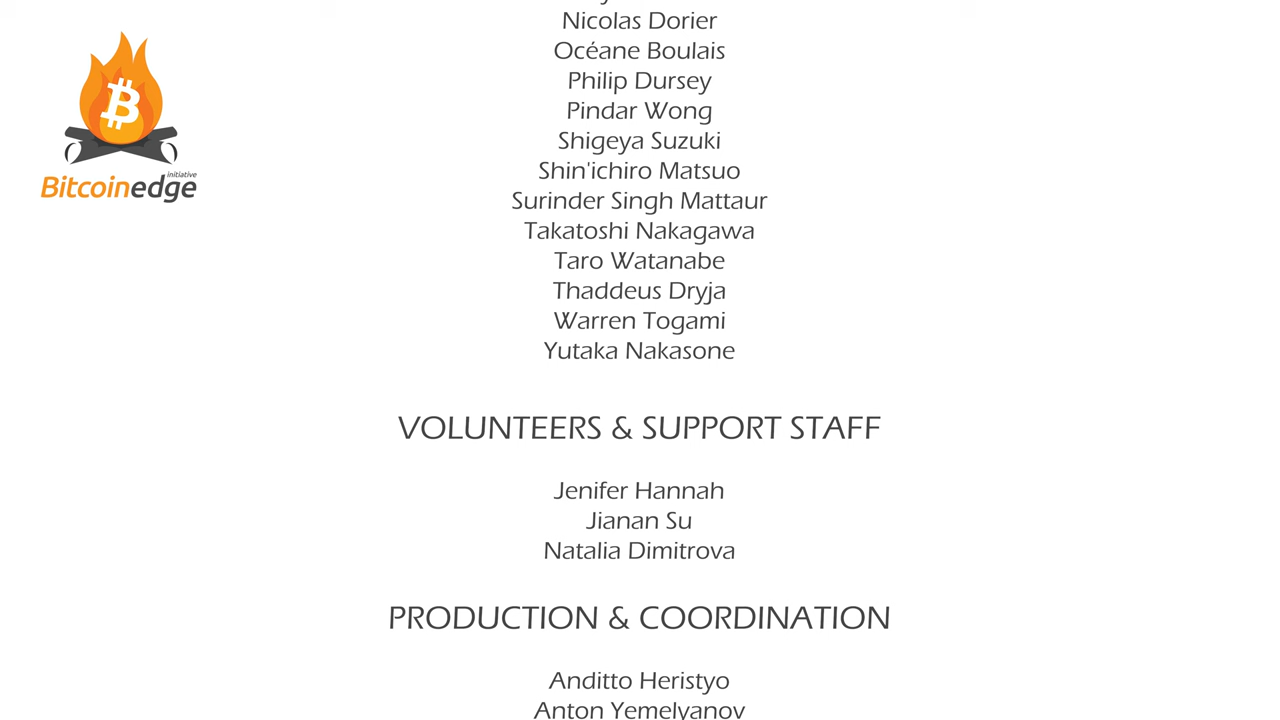 initiative
Bitcoinedge
Nicolas Dorier
Océane Boulais
Philip Dursey
Pindar Wong
Shigeya Suzuki
Shin'ichiro Matsuo
Surinder Singh Mattaur
Takatoshi Nakagawa
Taro Watanabe
Thaddeus Dryja
Warren Togami
Yutaka Nakasone
VOLUNTEERS & SUPPORT STAFF
Jenifer Hannah
Jianan Su
Natalia Dimitrova
PRODUCTION & COORDINATION
Anditto Heristyo
Anton Yemelyanov